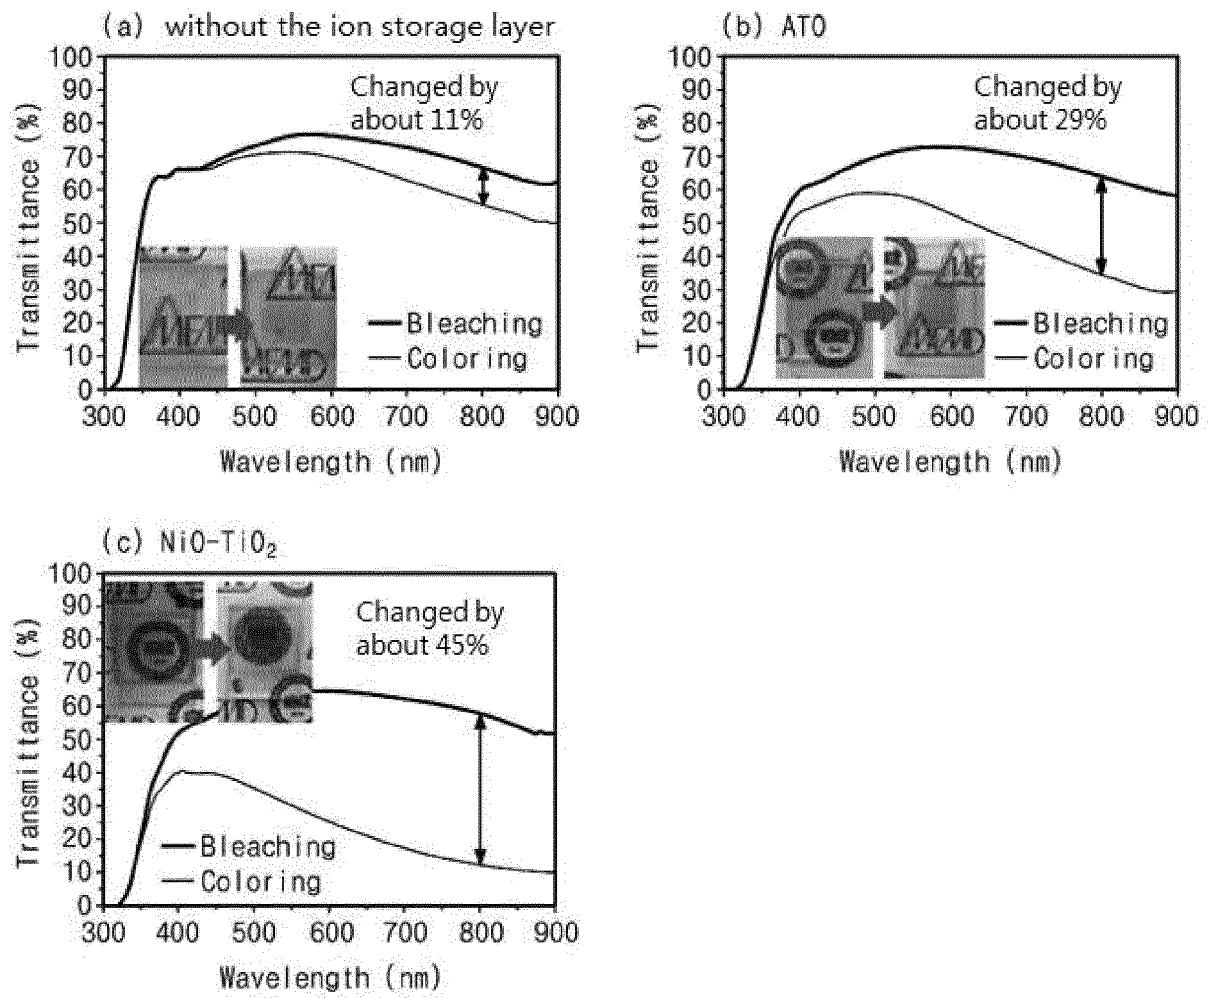 (a) without the ion storage layer
Transmittance (%)
100
90
80
70
60
50
40
30
20
10
0
Changed by
about 11%
MEMD
Bleaching
Coloring
300 400 500 600 700 800 900
Wavelength (nm)
(b) ATO
Transmittance (%)
100
90
80
70
60
50
40
30
20
10
0
Changed by
about 29%
Bleaching
Coloring
300 400 500 600 700 800 900
Wavelength (nm)
(c) NiO-TiO₂
Transmittance (%)
100
90
80
70
60
50
40
30
20
10
0
Changed by
about 45%
Bleaching
Coloring
300 400 500 600 700 800 900
Wavelength (nm)